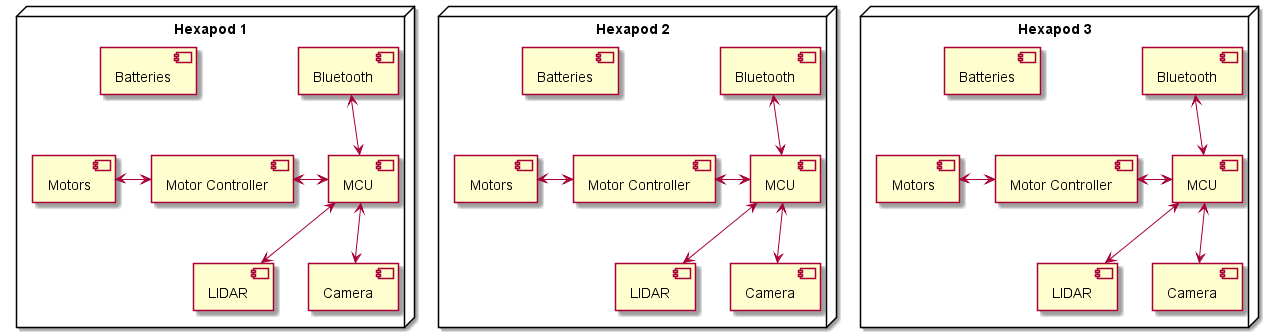 Hexapod 1
Batteries
Bluetooth
Motors
Motor Controller
MCU
LIDAR
Camera
Hexapod 2
Batteries
Bluetooth
Motors
Motor Controller
MCU
LIDAR
Camera
Hexapod 3
Batteries
Bluetooth
Motors
Motor Controller
MCU
LIDAR
Camera